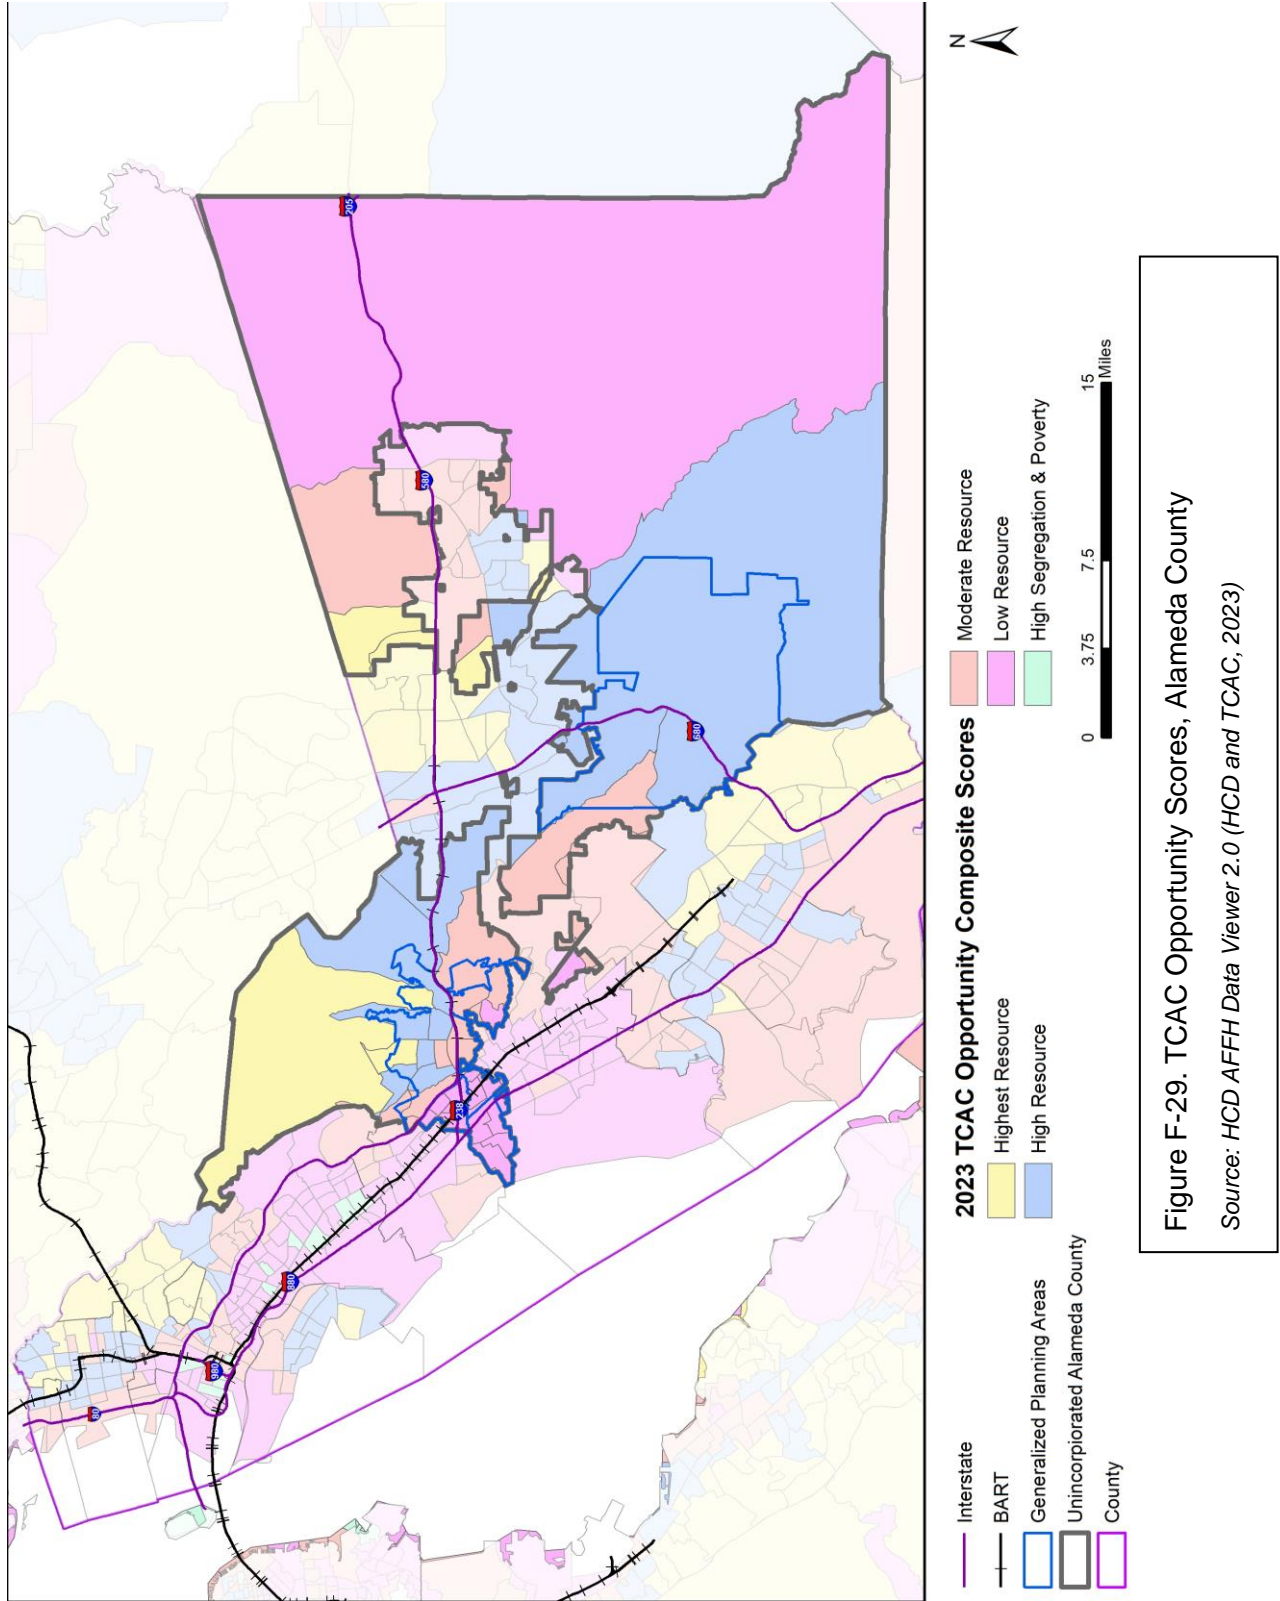 205
580
680
238
880
980
80
N
2023 TCAC Opportunity Composite Scores
Interstate
BART
Generalized Planning Areas
Unincorpiorated Alameda County
County
Highest Resource
High Resource
Moderate Resource
Low Resource
High Segregation & Poverty
0 3.75 7.5 15
Miles
Figure F-29. TCAC Opportunity Scores, Alameda County
Source: HCD AFFH Data Viewer 2.0 (HCD and TCAC, 2023)